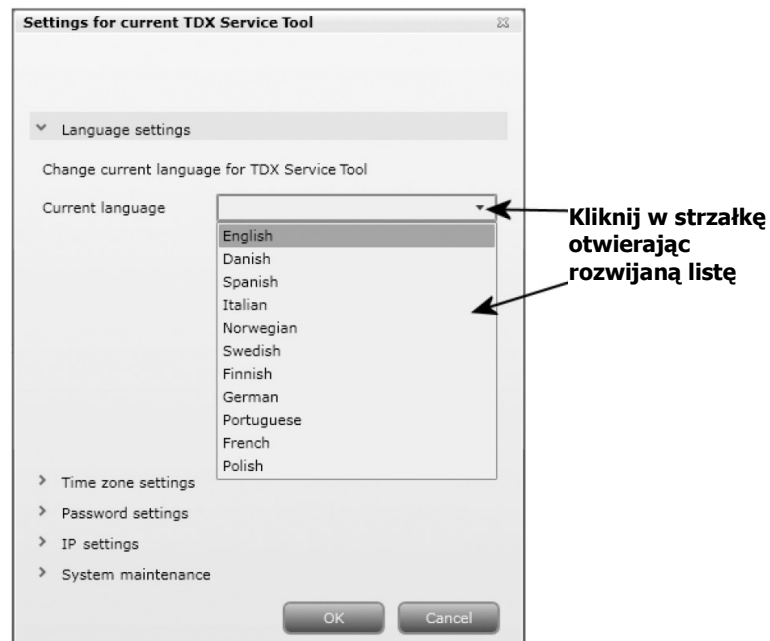 Settings for current TDX Service Tool
Language settings
Change current language for TDX Service Tool
Current language
English
Danish
Spanish
Italian
Norwegian
Swedish
Finnish
German
Portuguese
French
Polish
Kliknij w strzałkę
otwierając
rozwijaną listę
Time zone settings
Password settings
IP settings
System maintenance
OK Cancel